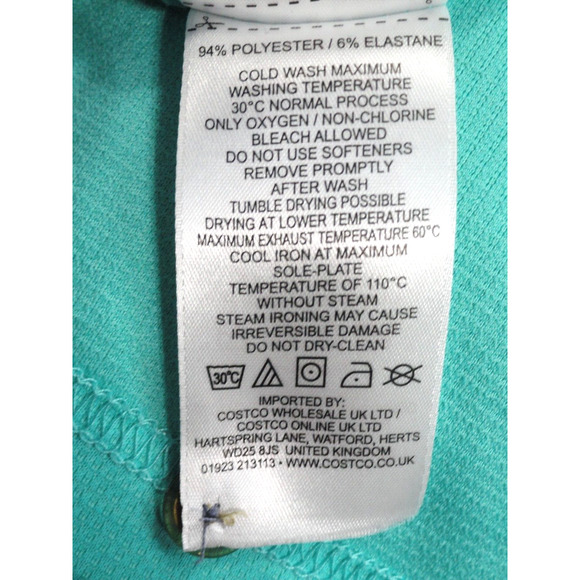 94% POLYESTER / 6% ELASTANE
COLD WASH MAXIMUM
WASHING TEMPERATURE
30°C NORMAL PROCESS
ONLY OXYGEN / NON-CHLORINE
BLEACH ALLOWED
DO NOT USE SOFTENERS
REMOVE PROMPTLY
AFTER WASH
TUMBLE DRYING POSSIBLE
DRYING AT LOWER TEMPERATURE
MAXIMUM EXHAUST TEMPERATURE 60°C
COOL IRON AT MAXIMUM
SOLE-PLATE
TEMPERATURE OF 110°C
WITHOUT STEAM
STEAM IRONING MAY CAUSE
IRREVERSIBLE DAMAGE
DO NOT DRY-CLEAN
30°C
IMPORTED BY:
COSTCO WHOLESALE UK LTD /
COSTCO ONLINE UK LTD
HARTSPRING LANE, WATFORD, HERTS
WD25 8JS UNITED KINGDOM
01923 213113 • WWW.COSTCO.CO.UK